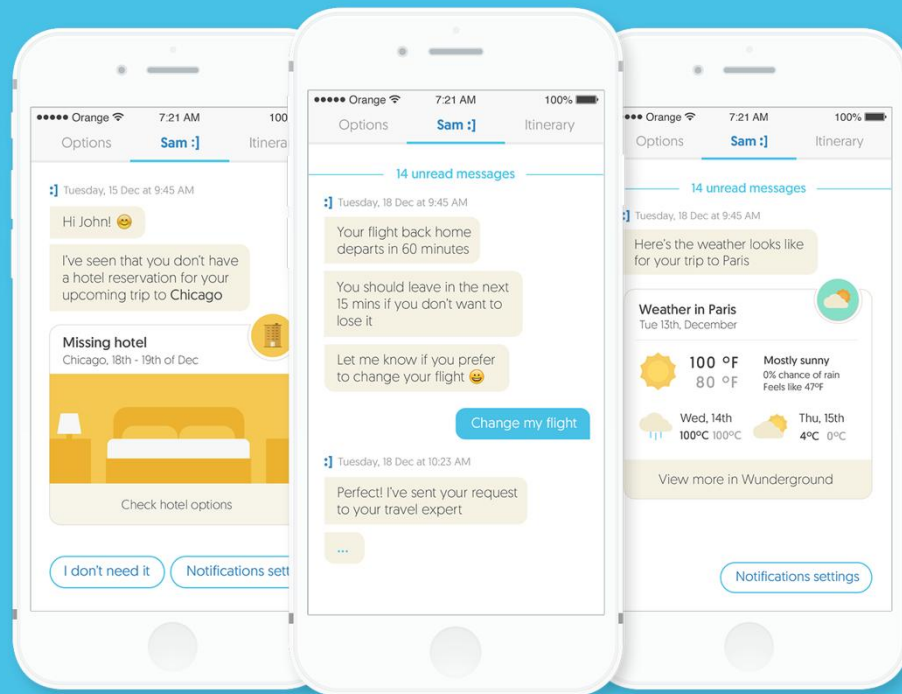 Orange
7:21 AM
100
Options
Sam :]
Itinera
:] Tuesday, 15 Dec at 9:45 AM
Hi John! 😊
I've seen that you don't have
a hotel reservation for your
upcoming trip to Chicago
Missing hotel
Chicago, 18th - 19th of Dec
Check hotel options
I don't need it
Notifications sett
Orange
7:21 AM
100%
Options
Sam :]
Itinerary
14 unread messages
:] Tuesday, 18 Dec at 9:45 AM
Your flight back home
departs in 60 minutes
You should leave in the next
15 mins if you don't want to
lose it
Let me know if you prefer
to change your flight 😀
Change my flight
:] Tuesday, 18 Dec at 10:23 AM
Perfect! I've sent your request
to your travel expert
...
Orange
7:21 AM
100%
Options
Sam :]
Itinerary
14 unread messages
:] Tuesday, 18 Dec at 9:45 AM
Here's the weather looks like
for your trip to Paris
Weather in Paris
Tue 13th, December
100 ºF
80 ºF
Mostly sunny
0% chance of rain
Feels like 47ºF
Wed, 14th
100ºC 100ºC
Thu, 15th
4ºC 0ºC
View more in Wunderground
Notifications settings